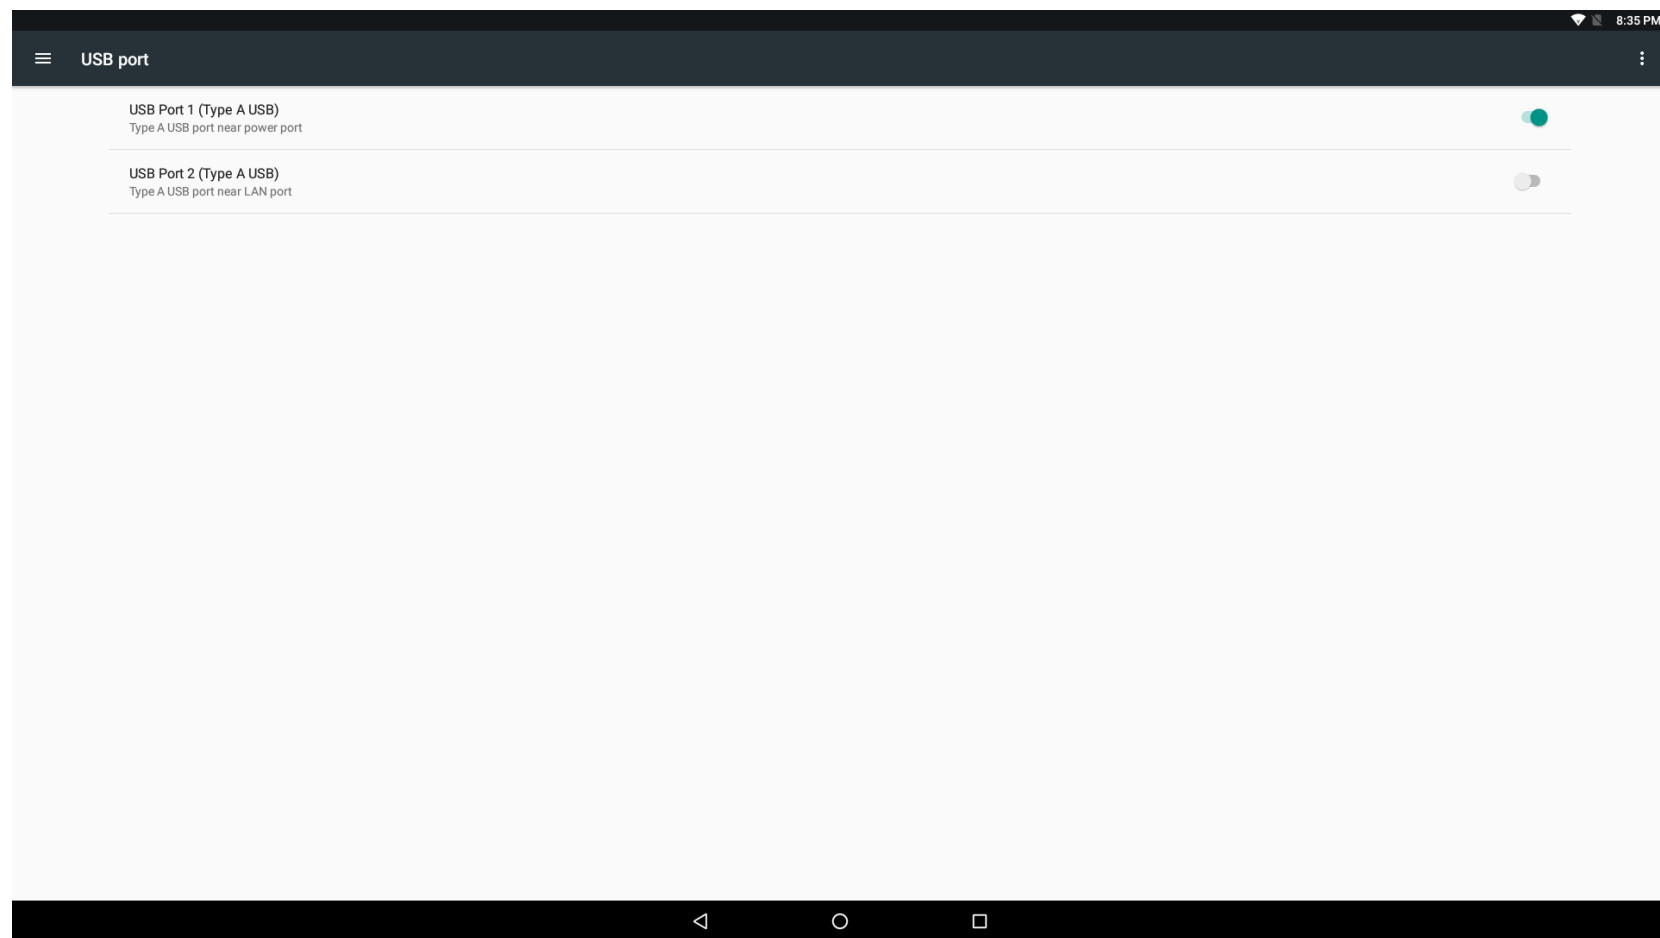 8:35 PM
USB port
USB Port 1 (Type A USB)
Type A USB port near power port
USB Port 2 (Type A USB)
Type A USB port near LAN port